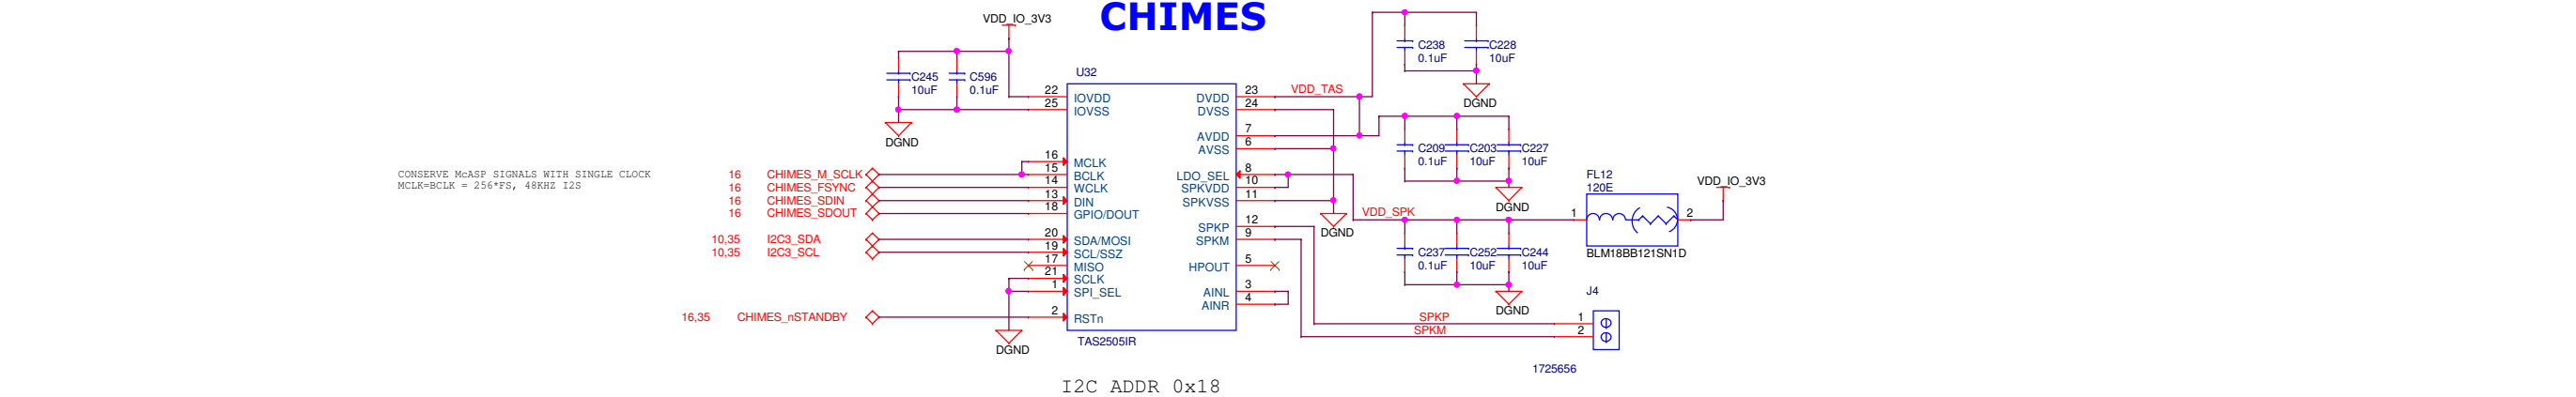 CHIMES
VDD_IO_3V3
C245
10uF
C596
0.1uF
DGND
C238
0.1uF
C228
10uF
DGND
U32
22 IOVDD
25 IOVSS
16 MCLK
15 BCLK
14 WCLK
13 DIN
18 GPIO/DOUT
20 SDA/MOSI
19 SCL/SSZ
17 MISO
21 SCLK
1 SPI_SEL
2 RSTn
DVDD 23 VDD_TAS
DVSS 24
AVDD 7
AVSS 6
LDO_SEL 8
SPKVDD 10
SPKVSS 11
SPKP 12
SPKM 9
HPOUT 5
AINL 3
AINR 4
TAS2505IR
CONSERVE McASP SIGNALS WITH SINGLE CLOCK
MCLK=BCLK = 256*FS, 48KHZ I2S
16 CHIMES_M_SCLK
16 CHIMES_FSYNC
16 CHIMES_SDIN
16 CHIMES_SDOUT
10,35 I2C3_SDA
10,35 I2C3_SCL
16,35 CHIMES_nSTANDBY
DGND
DGND
C209
0.1uF
C203
10uF
C227
10uF
DGND
VDD_SPK
C237
0.1uF
C252
10uF
C244
10uF
DGND
FL12
120E
1 2
BLM18BB121SN1D
VDD_IO_3V3
J4
SPKP 1
SPKM 2
1725656
I2C ADDR 0x18